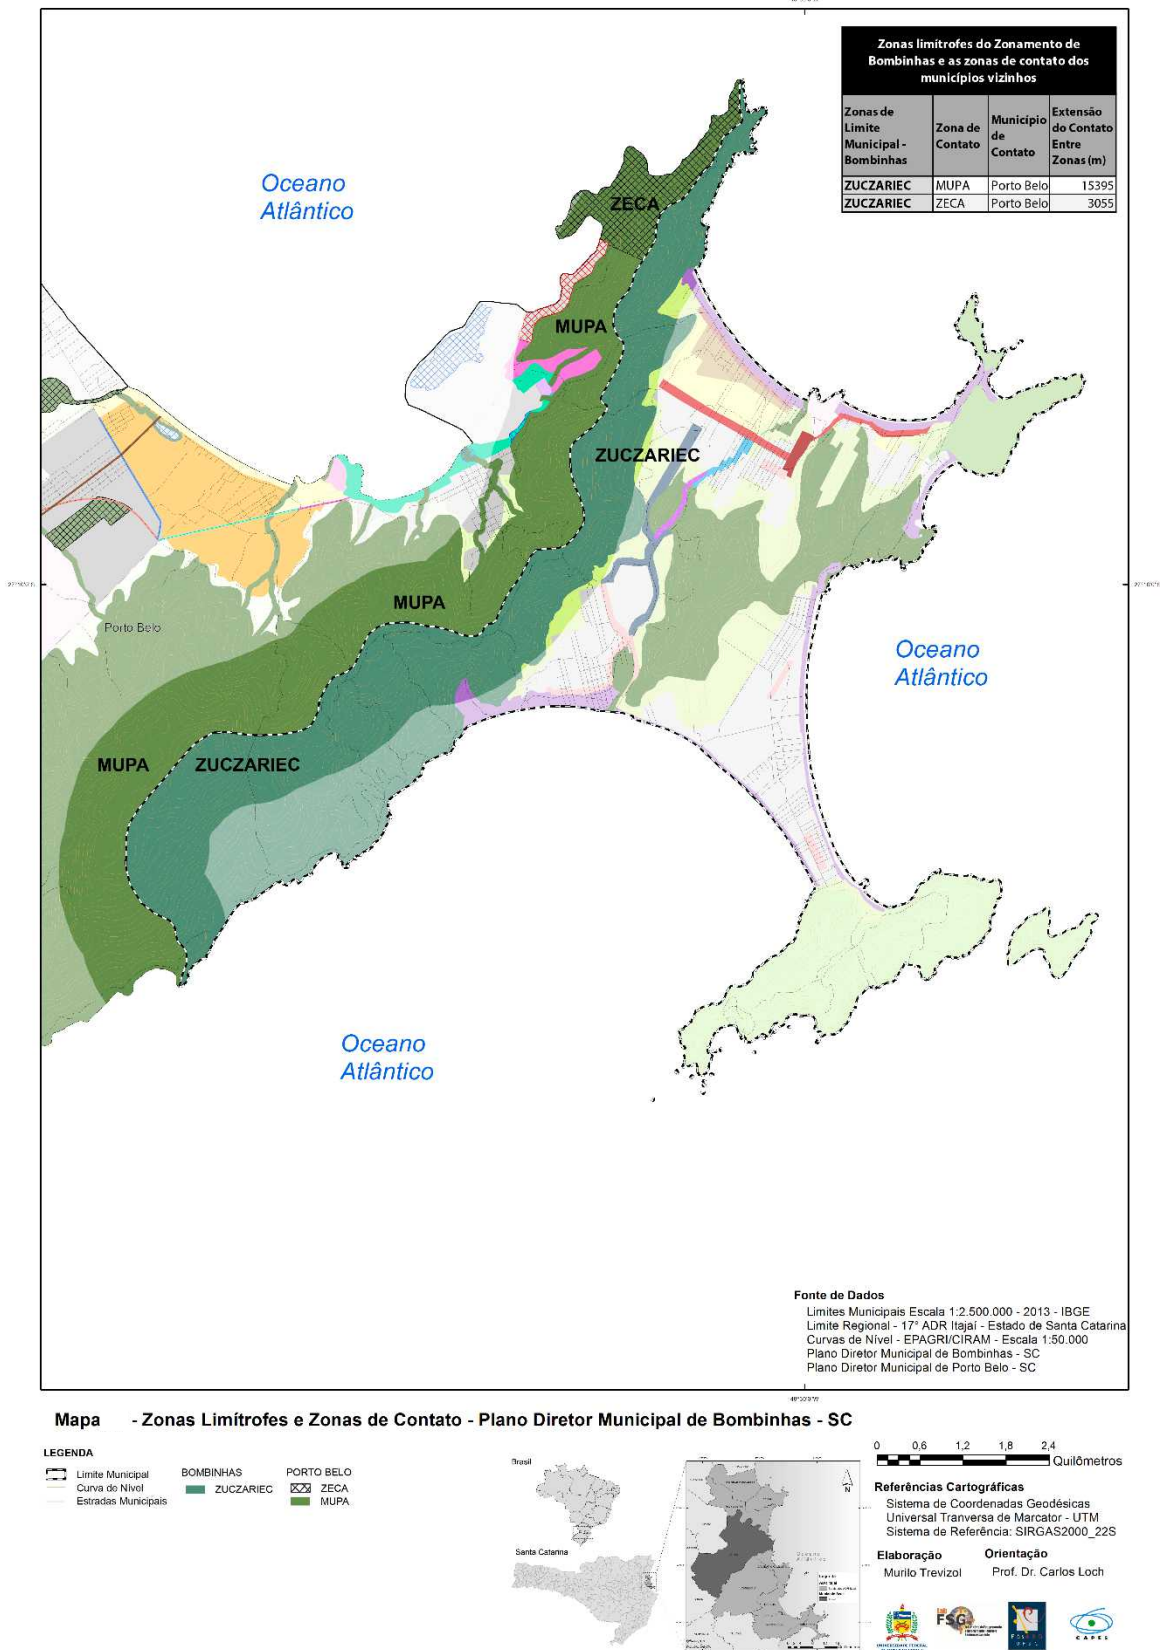 Zonas limítrofes do Zonamento de
Bombinhas e as zonas de contato dos
municípios vizinhos
Zonas de
Limite
Municipal -
Bombinhas
Zona de
Contato
Município
de
Contato
Extensão
do Contato
Entre
Zonas (m)
ZUCZARIEC MUPA Porto Belo 15395
ZUCZARIEC ZECA Porto Belo 3055
Oceano
Atlântico
ZECA
MUPA
ZUCZARIEC
MUPA
Porto Belo
Oceano
Atlântico
MUPA
ZUCZARIEC
Oceano
Atlântico
Fonte de Dados
Limites Municipais Escala 1:2.500.000 - 2013 - IBGE
Limite Regional - 17° ADR Itajaí - Estado de Santa Catarina
Curvas de Nível - EPAGRI/CIRAM - Escala 1:50.000
Plano Diretor Municipal de Bombinhas - SC
Plano Diretor Municipal de Porto Belo - SC
Mapa - Zonas Limítrofes e Zonas de Contato - Plano Diretor Municipal de Bombinhas - SC
LEGENDA
Limite Municipal
Curva de Nível
Estradas Municipais
BOMBINHAS
ZUCZARIEC
PORTO BELO
ZECA
MUPA
Brasil
Santa Catarina
N
0 0,6 1,2 1,8 2,4
Quilômetros
Referências Cartográficas
Sistema de Coordenadas Geodésicas
Universal Tranversa de Marcator - UTM
Sistema de Referência: SIRGAS2000_22S
Elaboração
Murilo Trevizol
Orientação
Prof. Dr. Carlos Loch
FSG
CAPES